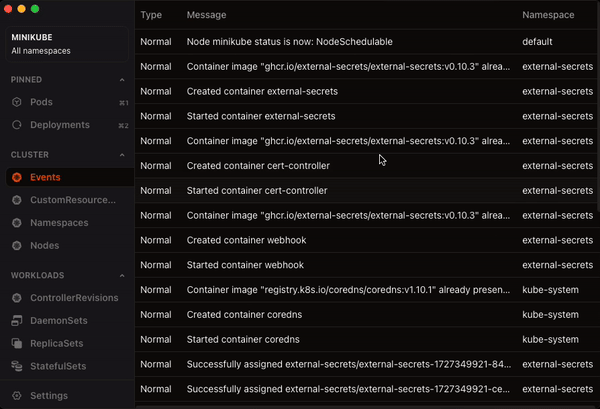 MINIKUBE
All namespaces
PINNED
Pods ⌘1
Deployments ⌘2
CLUSTER
Events
CustomResource...
Namespaces
Nodes
WORKLOADS
ControllerRevisions
DaemonSets
ReplicaSets
StatefulSets
Settings
Type Message Namespace
Normal Node minikube status is now: NodeSchedulable default
Normal Container image "ghcr.io/external-secrets/external-secrets:v0.10.3" alrea... external-secrets
Normal Created container external-secrets external-secrets
Normal Started container external-secrets external-secrets
Normal Container image "ghcr.io/external-secrets/external-secrets:v0.10.3" alrea... external-secrets
Normal Created container cert-controller external-secrets
Normal Started container cert-controller external-secrets
Normal Container image "ghcr.io/external-secrets/external-secrets:v0.10.3" alrea... external-secrets
Normal Created container webhook external-secrets
Normal Started container webhook external-secrets
Normal Container image "registry.k8s.io/coredns/coredns:v1.10.1" already presen... kube-system
Normal Created container coredns kube-system
Normal Started container coredns kube-system
Normal Successfully assigned external-secrets/external-secrets-1727349921-84... external-secrets
Normal Successfully assigned external-secrets/external-secrets-1727349921-ce... external-secrets